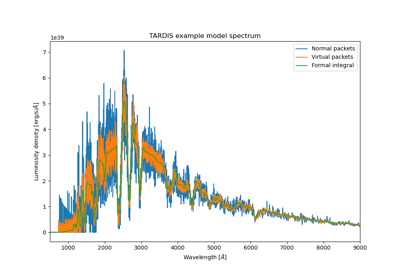 TARDIS example model spectrum
1e39
Normal packets
Virtual packets
Formal integral
7
6
5
4
3
2
1
0
Luminosity density [erg/s/Å]
1000 2000 3000 4000 5000 6000 7000 8000 9000
Wavelength [Å]